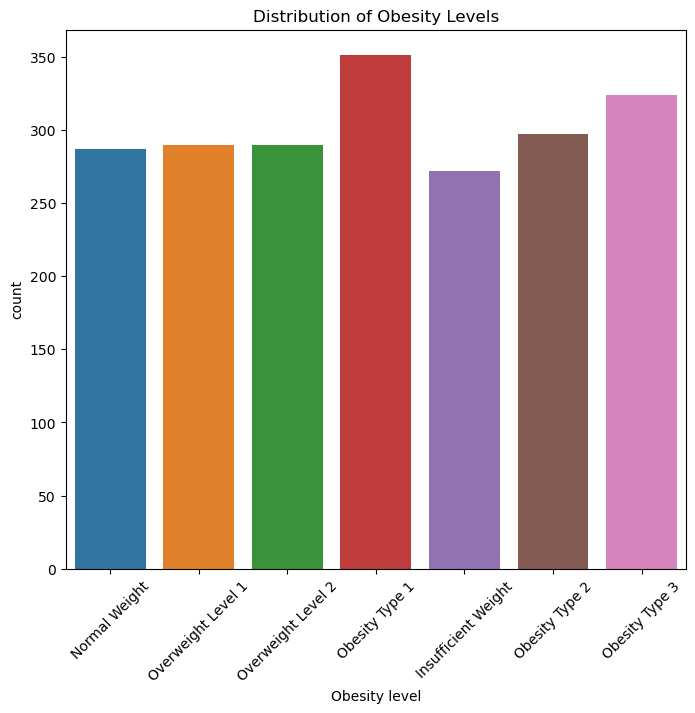 Distribution of Obesity Levels
count
350
300
250
200
150
100
50
0
Normal Weight
Overweight Level 1
Overweight Level 2
Obesity Type 1
Insufficient Weight
Obesity Type 2
Obesity Type 3
Obesity level